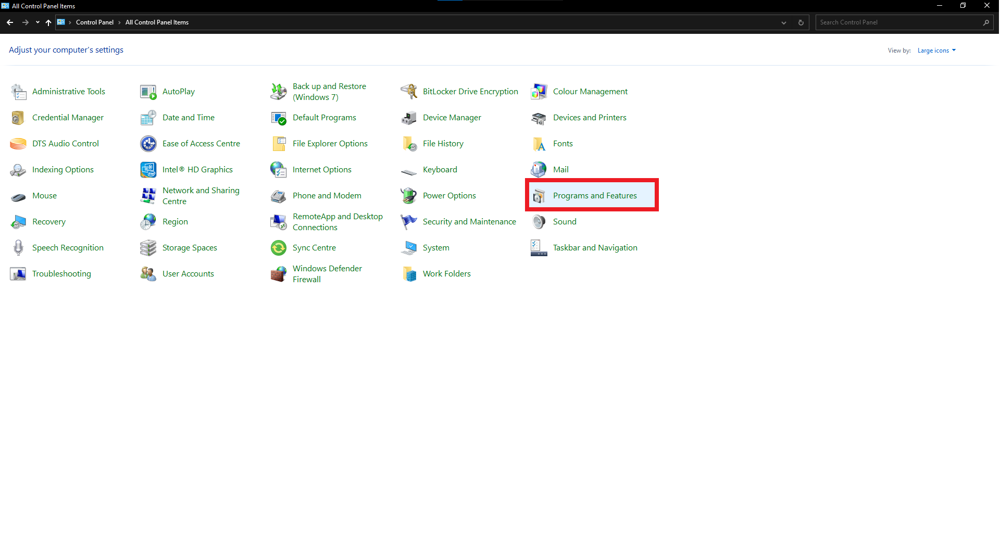 All Control Panel Items
Control Panel › All Control Panel Items
Search Control Panel
Adjust your computer's settings
View by: Large icons
Administrative Tools
AutoPlay
Back up and Restore
(Windows 7)
BitLocker Drive Encryption
Colour Management
Credential Manager
Date and Time
Default Programs
Device Manager
Devices and Printers
DTS Audio Control
Ease of Access Centre
File Explorer Options
File History
Fonts
Indexing Options
Intel® HD Graphics
Internet Options
Keyboard
Mail
Mouse
Network and Sharing
Centre
Phone and Modem
Power Options
Programs and Features
Recovery
Region
RemoteApp and Desktop
Connections
Security and Maintenance
Sound
Speech Recognition
Storage Spaces
Sync Centre
System
Taskbar and Navigation
Troubleshooting
User Accounts
Windows Defender
Firewall
Work Folders